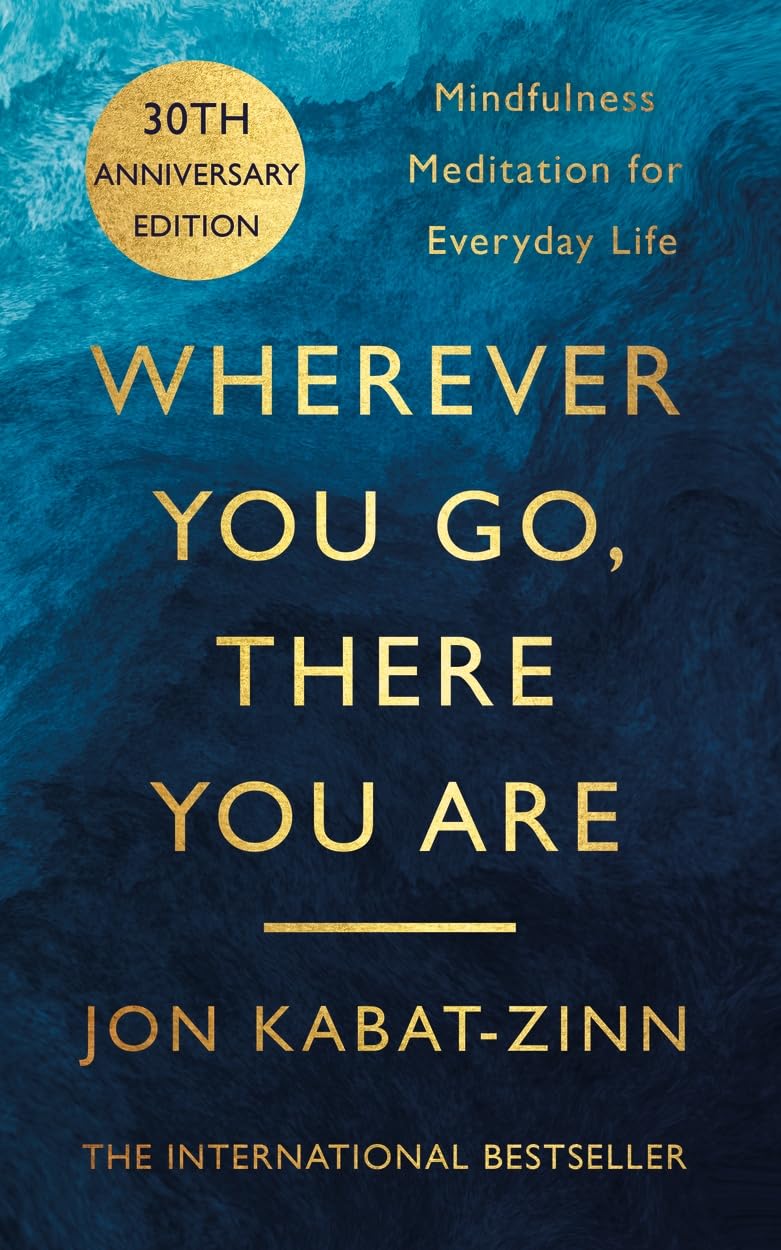 30TH
ANNIVERSARY
EDITION
Mindfulness
Meditation for
Everyday Life
WHEREVER
YOU GO,
THERE
YOU ARE
JON KABAT-ZINN
THE INTERNATIONAL BESTSELLER